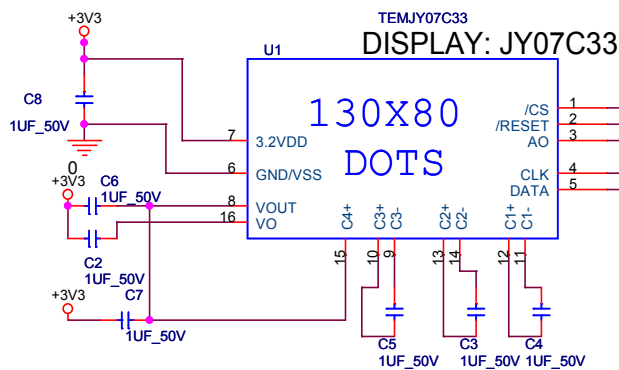 +3V3
TEMJY07C33
U1
DISPLAY: JY07C33
C8
1UF_50V
130X80
DOTS
/CS 1
/RESET 2
AO 3
CLK 4
DATA 5
7 3.2VDD
6 GND/VSS
8 VOUT
16 VO
0
+3V3
C6
1UF_50V
C2
1UF_50V
C4+
C3+
C3-
C2+
C2-
C1+
C1-
15
10
9
13
14
12
11
+3V3
C7
1UF_50V
C5
1UF_50V
C3
1UF_50V
C4
1UF_50V